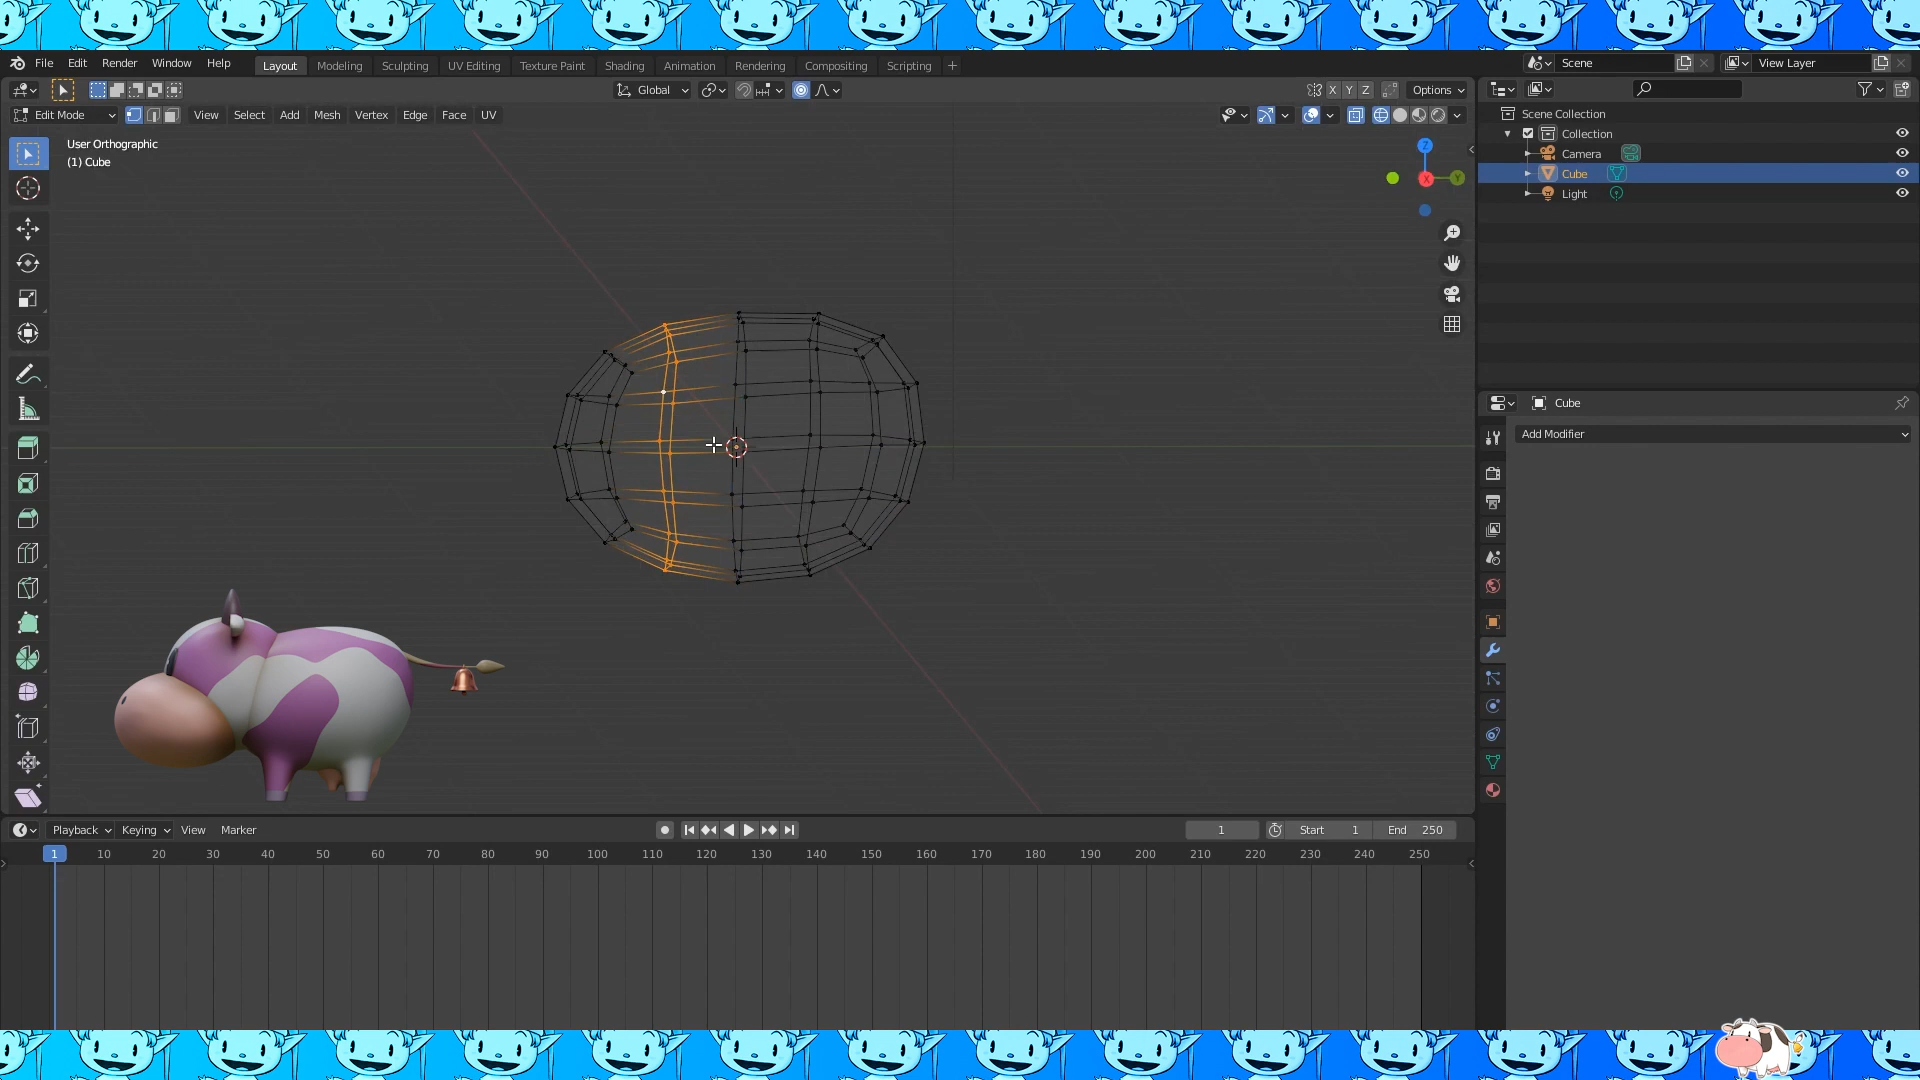 File Edit Render Window Help Layout Modeling Sculpting UV Editing Texture Paint Shading Animation Rendering Compositing Scripting + Scene View Layer
Global X Y Z Options
Edit Mode View Select Add Mesh Vertex Edge Face UV
User Orthographic
(1) Cube
Z
X
Y
Scene Collection
Collection
Camera
Cube
Light
Cube
Add Modifier
Playback Keying View Marker 1 Start 1 End 250
1 10 20 30 40 50 60 70 80 90 100 110 120 130 140 150 160 170 180 190 200 210 220 230 240 250